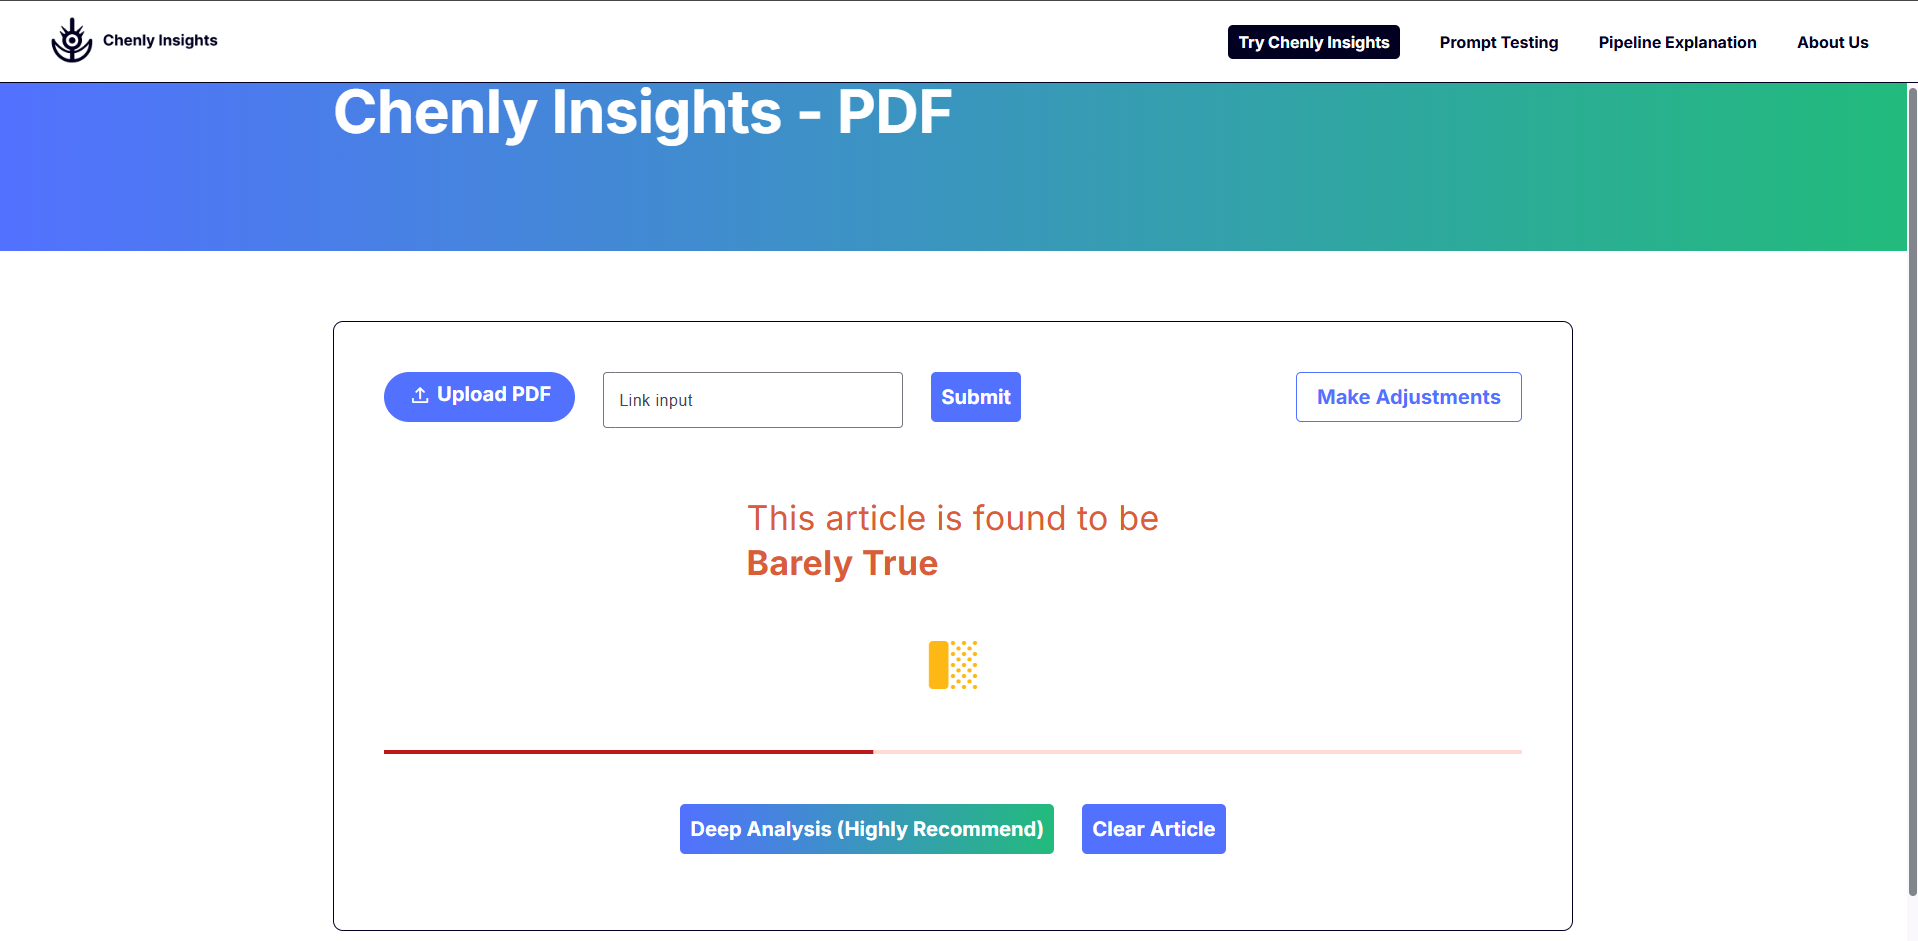 Chenly Insights
Try Chenly Insights
Prompt Testing
Pipeline Explanation
About Us
Chenly Insights - PDF
Upload PDF
Link input
Submit
Make Adjustments
This article is found to be
Barely True
Deep Analysis (Highly Recommend)
Clear Article